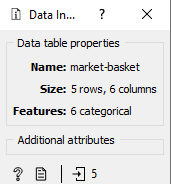 Data In...
Data table properties
Name: market-basket
Size: 5 rows, 6 columns
Features: 6 categorical
Additional attributes
? 5